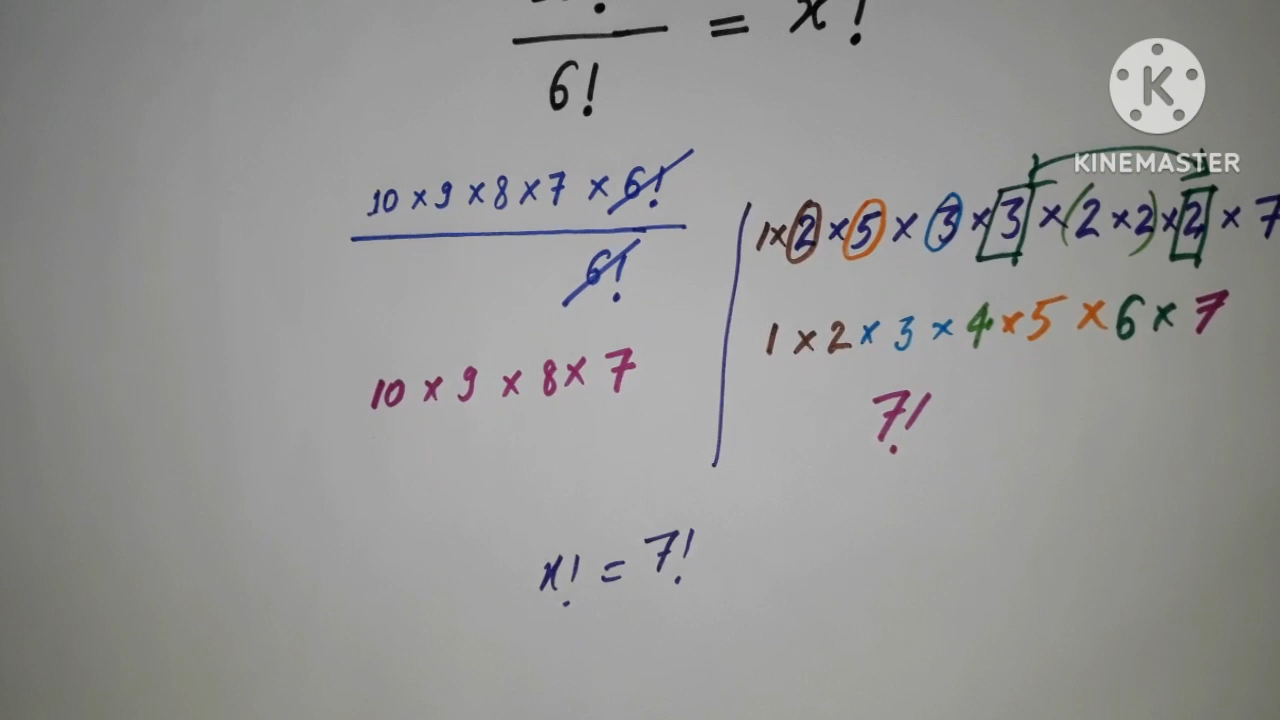 = x!
6!
10 × 9 × 8 × 7 × 6!
6!
10 × 9 × 8 × 7
1 × 2 × 5 × 3 × 3 × (2 × 2) × 2 × 7
1 × 2 × 3 × 4 × 5 × 6 × 7
7!
x! = 7!
K
KINEMASTER